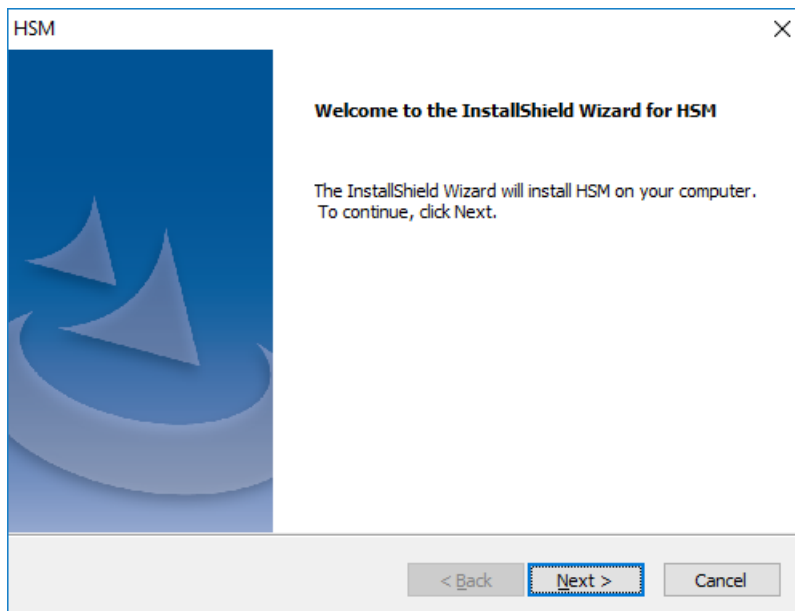 HSM
Welcome to the InstallShield Wizard for HSM
The InstallShield Wizard will install HSM on your computer.
To continue, click Next.
< Back Next > Cancel